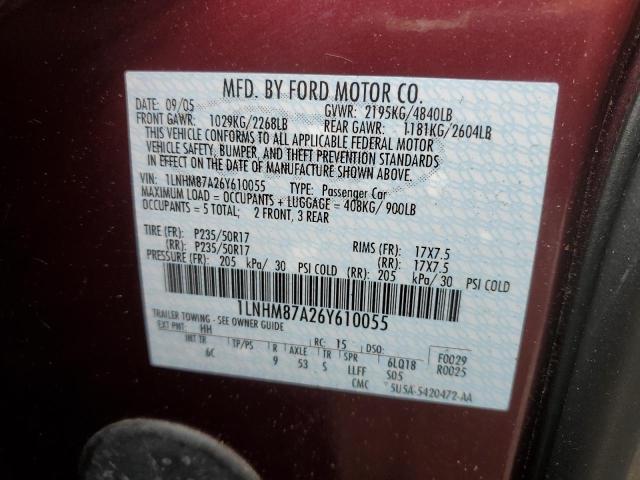 MFD. BY FORD MOTOR CO.
DATE: 09/05 GVWR: 2195KG/4840LB
FRONT GAWR: 1029KG/2268LB REAR GAWR: 1181KG/2604LB
THIS VEHICLE CONFORMS TO ALL APPLICABLE FEDERAL MOTOR
VEHICLE SAFETY, BUMPER, AND THEFT PREVENTION STANDARDS
IN EFFECT ON THE DATE OF MANUFACTURE SHOWN ABOVE.
VIN: 1LNHM87A26Y610055 TYPE: Passenger Car
MAXIMUM LOAD = OCCUPANTS + LUGGAGE = 408KG/900LB
OCCUPANTS = 5 TOTAL; 2 FRONT, 3 REAR
TIRE (FR): P235/50R17 RIMS (FR): 17X7.5
(RR): P235/50R17 (RR): 17X7.5
PRESSURE (FR): 205 kPa/ 30 PSI COLD (RR): 205 kPa/ 30 PSI COLD
1LNHM87A26Y610055
TRAILER TOWING - SEE OWNER GUIDE
EXT PNT: HH RC: 15 DSO: F0029
INT TR TP/PS R AXLE TR SPR 6LQ18 R0025
6C 9 53 S LLFF S05
CMC 5U5A-5420472-AA